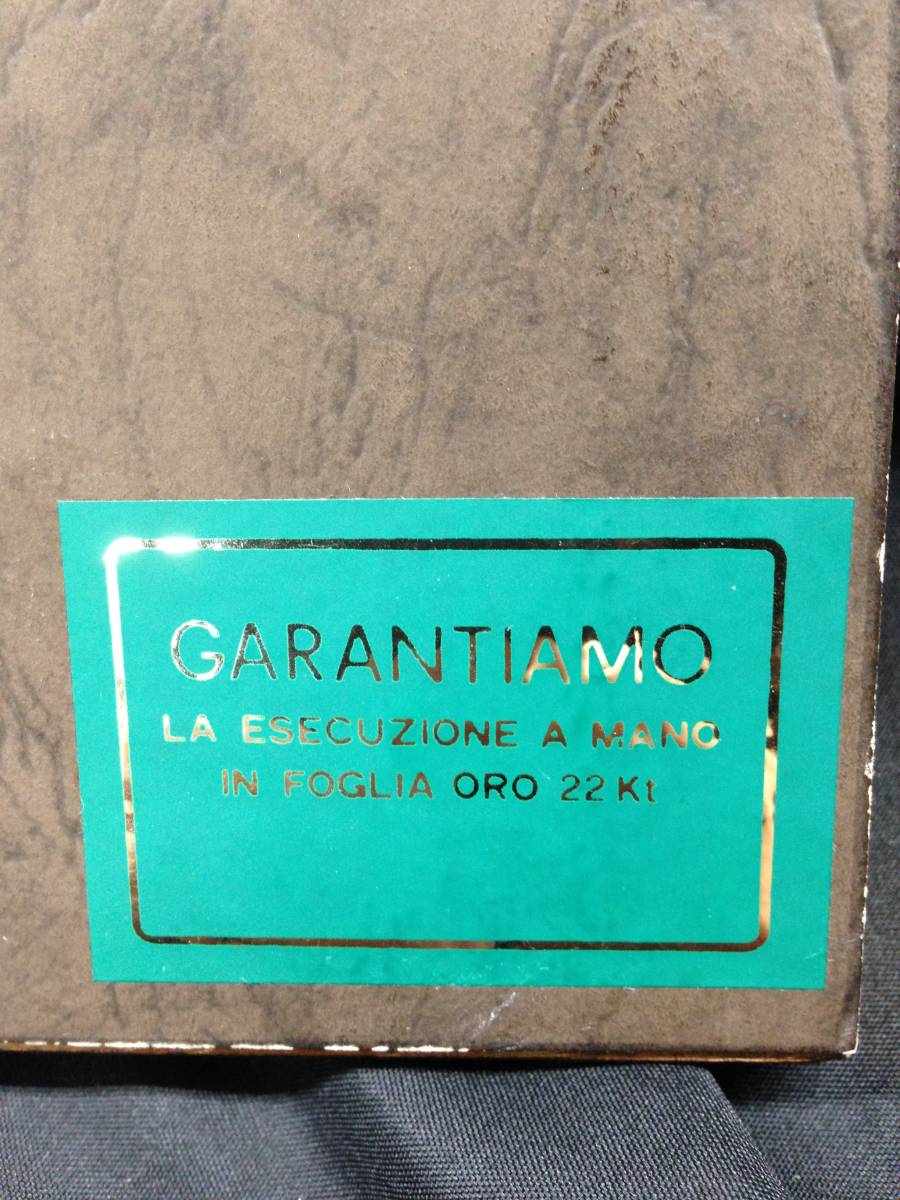 GARANTIAMO
LA ESECUZIONE A MANO
IN FOGLIA ORO 22 Kt